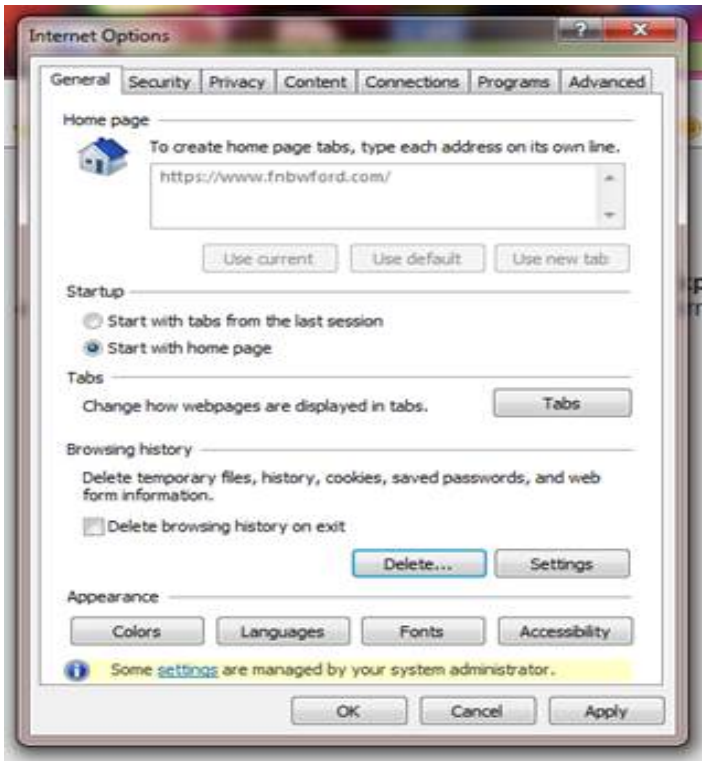 Internet Options
General Security Privacy Content Connections Programs Advanced
Home page
To create home page tabs, type each address on its own line.
https://www.fnbwford.com/
Use current Use default Use new tab
Startup
Start with tabs from the last session
Start with home page
Tabs
Change how webpages are displayed in tabs.
Tabs
Browsing history
Delete temporary files, history, cookies, saved passwords, and web
form information.
Delete browsing history on exit
Delete... Settings
Appearance
Colors Languages Fonts Accessibility
Some settings are managed by your system administrator.
OK Cancel Apply